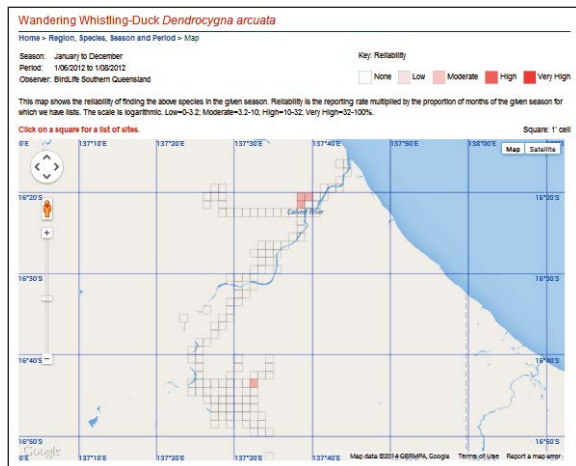 Wandering Whistling-Duck Dendrocygna arcuata
Home > Region, Species, Season and Period > Map
Season: January to December
Period: 1/06/2012 to 1/08/2012
Observer: BirdLife Southern Queensland
Key: Reliability
None Low Moderate High Very High
This map shows the reliability of finding the above species in the given season. Reliability is the reporting rate multiplied by the proportion of months of the given season for
which we have lists. The scale is logarithmic. Low=0-3.2; Moderate=3.2-10; High=10-32; Very High=32-100%.
Click on a square for a list of sites.
Square: 1' cell
0'E 137°10'E 137°20'E 137°30'E 137°40'E 137°50'E 138°00'E
Map Satellite
16°20'S 16°20'S
Calvert River
16°30'S 16°30'S
16°40'S 16°40'S
16°50'S 16°50'S
Google
0'E 137°10'E 137°20'E 137°30'E 137°40'E
Map data ©2014 GBRMPA, Google Terms of Use Report a map error